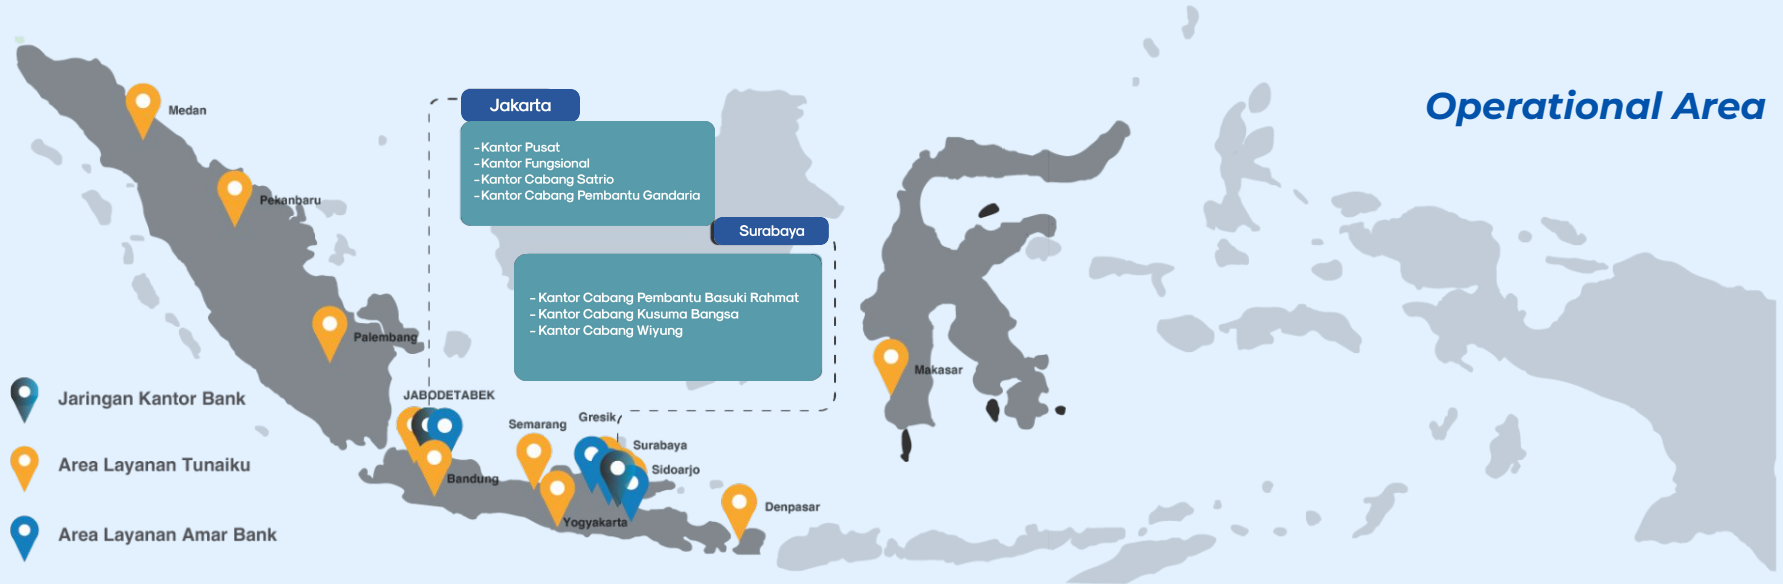 Operational Area
Medan
Pekanbaru
Palembang
Jakarta
-Kantor Pusat
-Kantor Fungsional
-Kantor Cabang Satrio
-Kantor Cabang Pembantu Gandaria
Surabaya
- Kantor Cabang Pembantu Basuki Rahmat
- Kantor Cabang Kusuma Bangsa
- Kantor Cabang Wiyung
Makasar
JABODETABEK
Bandung
Semarang
Yogyakarta
Gresik
Surabaya
Sidoarjo
Denpasar
Jaringan Kantor Bank
Area Layanan Tunaiku
Area Layanan Amar Bank